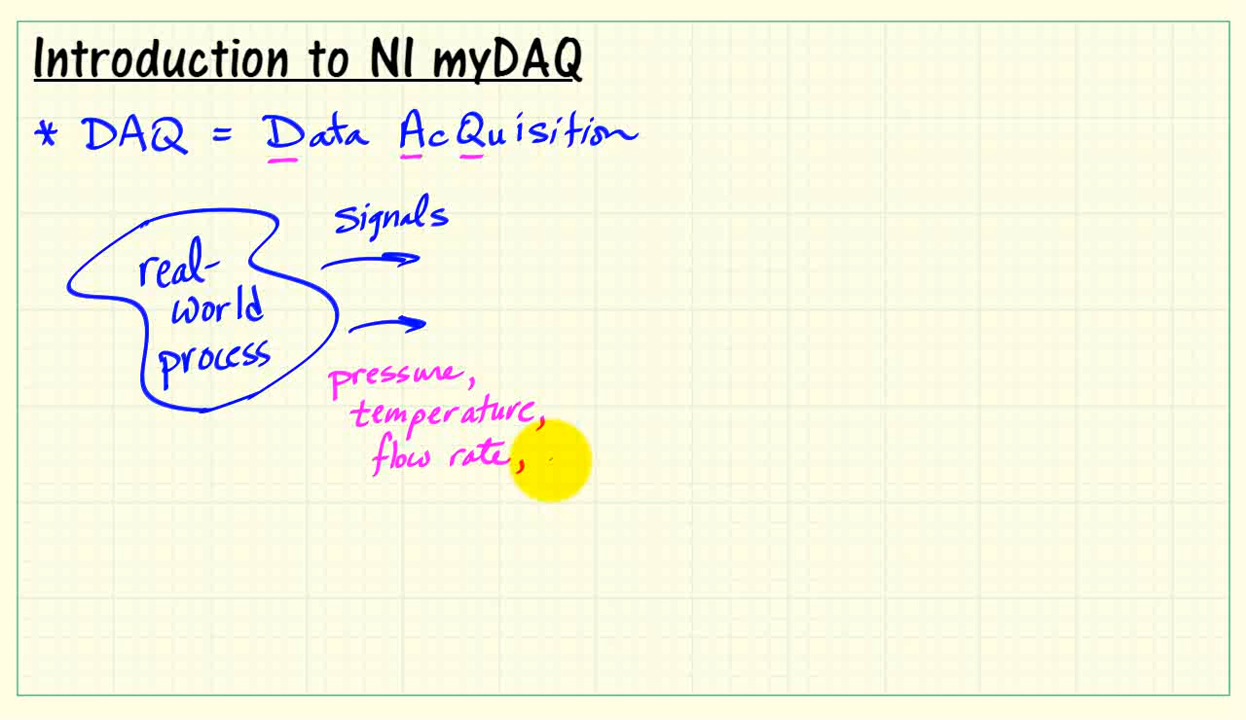 Introduction to NI myDAQ
* DAQ = Data AcQuisition
Signals
real-
world
process
pressure,
temperature,
flow rate,